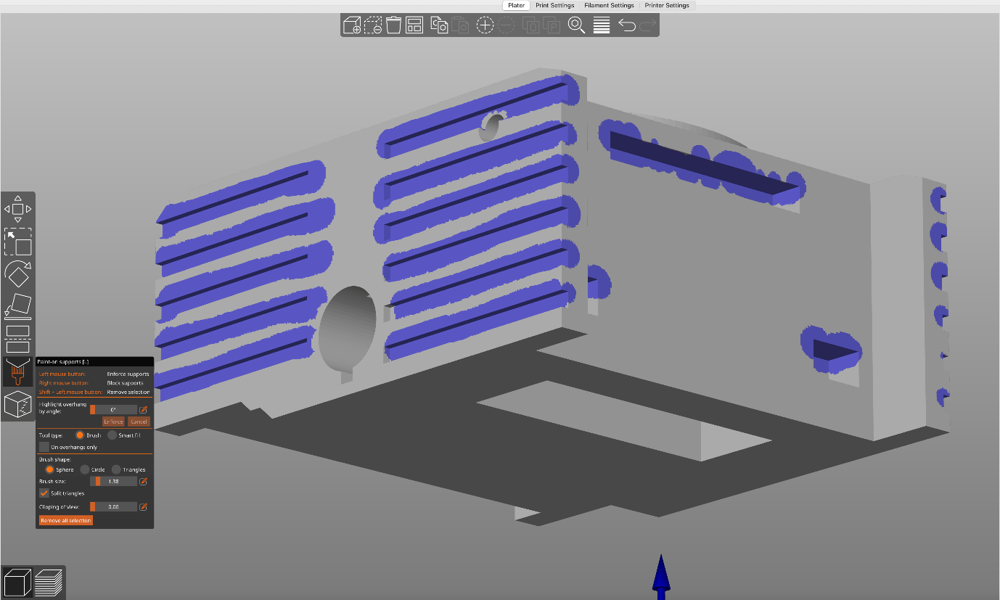 Plater Print Settings Filament Settings Printer Settings
Paint-on supports [L]
Left mouse button: Enforce supports
Right mouse button: Block supports
Shift + Left mouse button: Remove selection
Highlight overhang
by angle: 0°
Enforce Cancel
Tool type: Brush Smart fill
On overhangs only
Brush shape:
Sphere Circle Triangles
Brush size: 1.38
Split triangles
Clipping of view: 0.00
Remove all selection